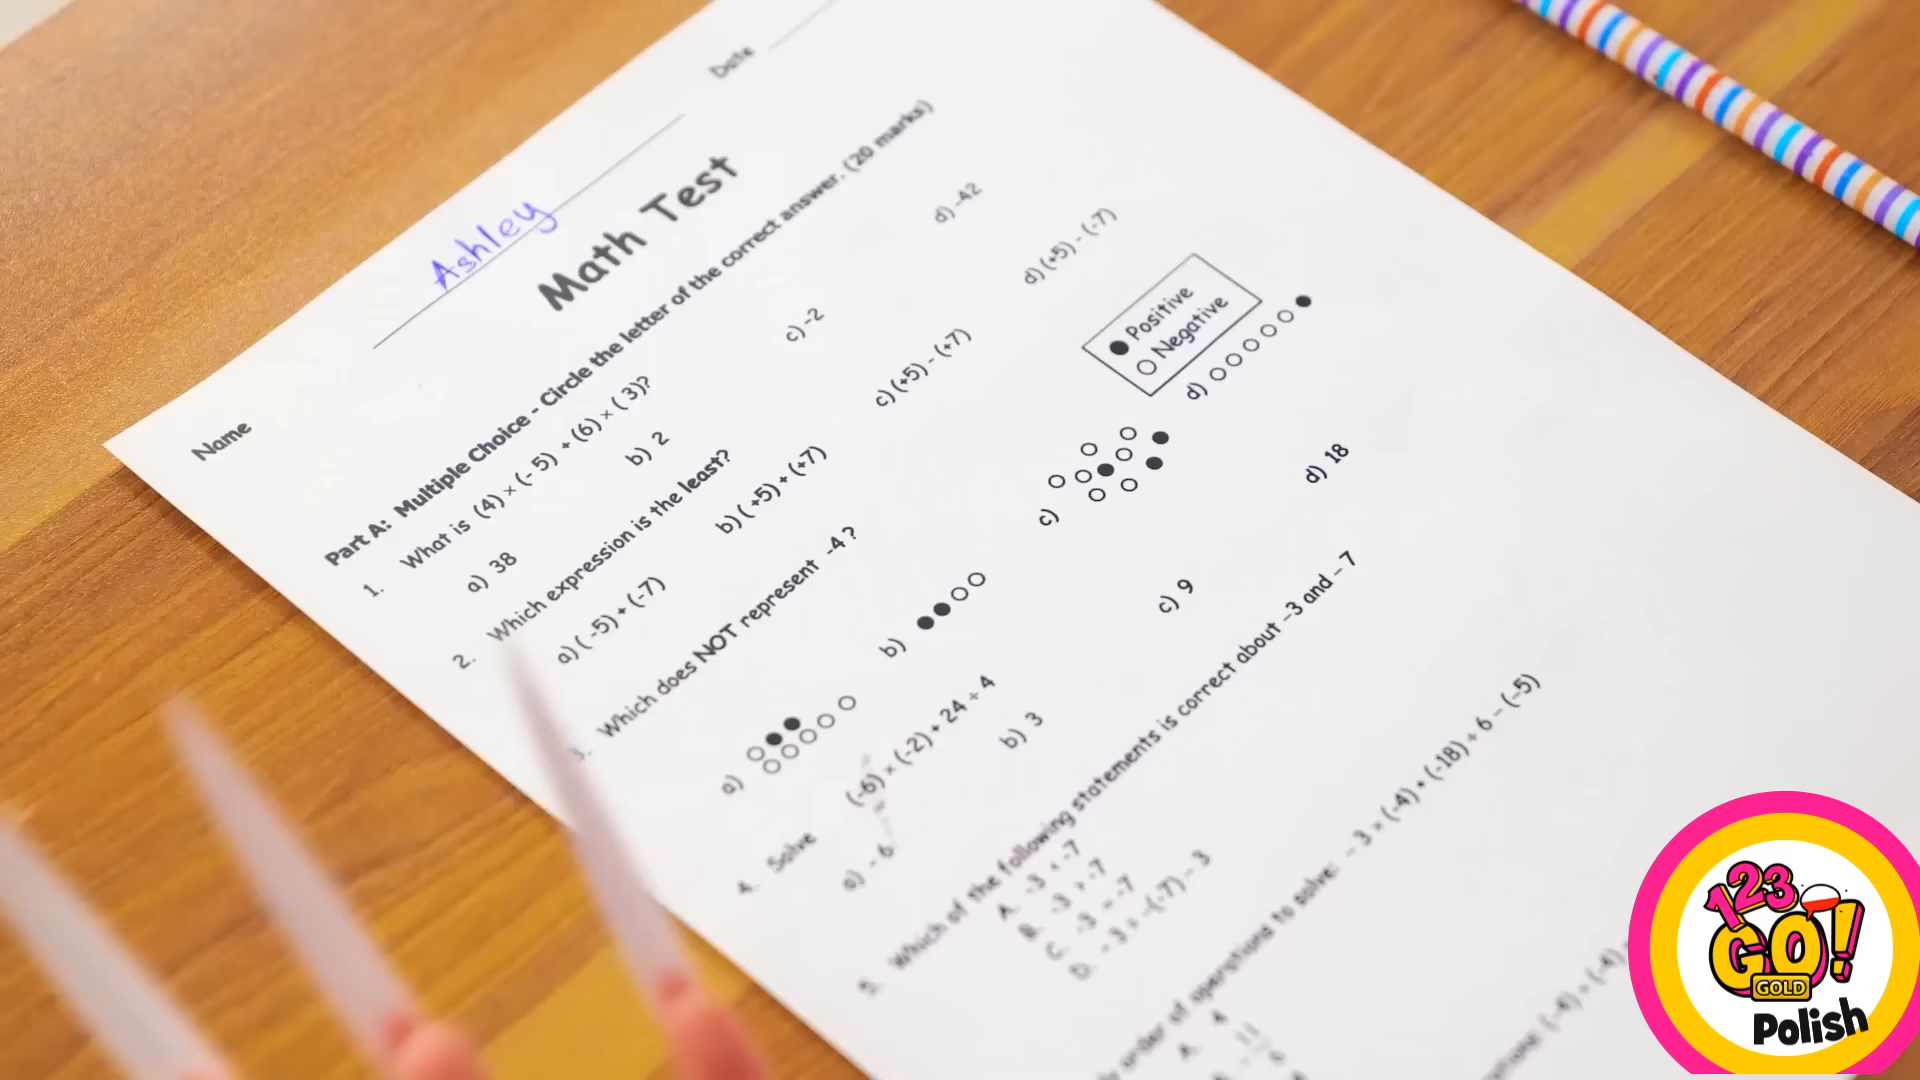 Name Ashley Date
Math Test
Part A: Multiple Choice - Circle the letter of the correct answer. (20 marks)
1. What is (4) × (- 5) + (6) × ( 3)?
a) 38 b) 2 c) -2 d) -42
2. Which expression is the least?
a) ( -5) + (-7) b) ( +5) + (+7) c) (+5) - (+7) d) (+5) - (-7)
Positive
Negative
3. Which does NOT represent -4 ?
a) b) c) d)
4. Solve (-6) × (-2) + 24 ÷ 4
a) - 6 b) 3 c) 9 d) 18
5. Which of the following statements is correct about -3 and - 7
A. -3 < -7
B. -3 > -7
C. -3 = -7
D. - 3 + -(-7) - 3
order of operations to solve: - 3 × (-4) + (-18) ÷ 6 - (-5)
A. 4
11
123
GO!
GOLD
Polish